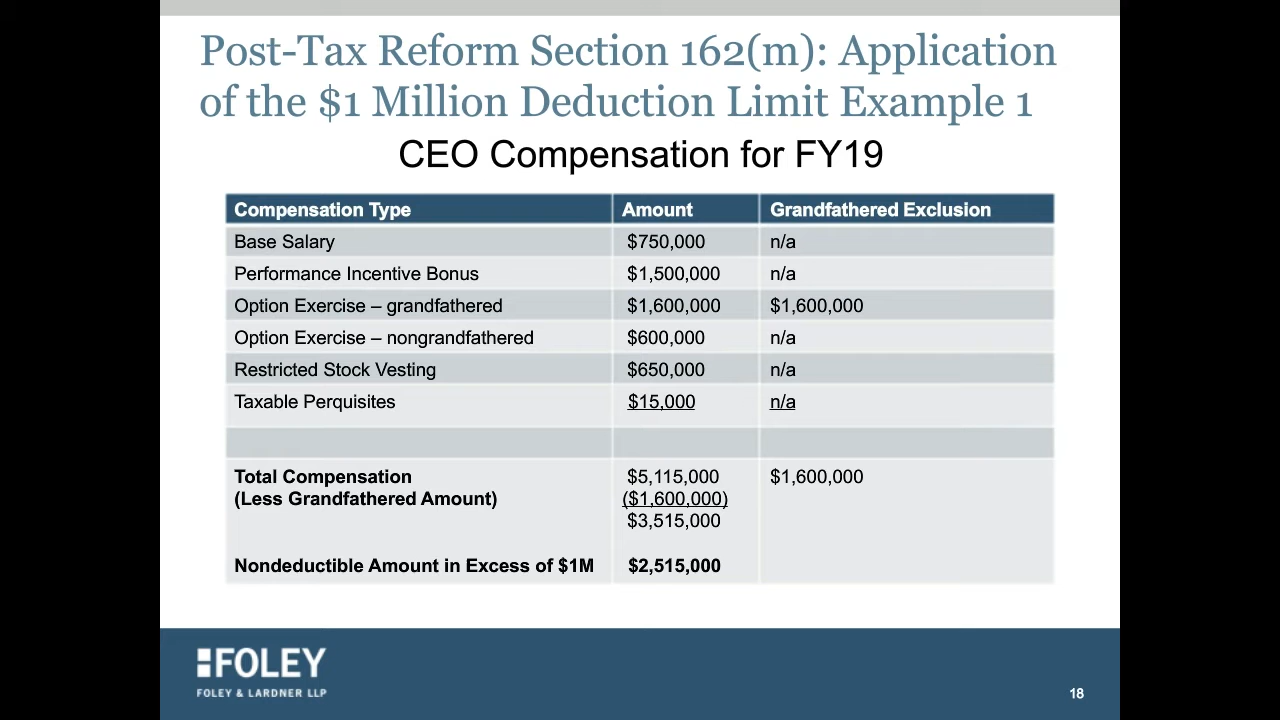 Post-Tax Reform Section 162(m): Application
of the $1 Million Deduction Limit Example 1
CEO Compensation for FY19
Compensation Type Amount Grandfathered Exclusion
Base Salary $750,000 n/a
Performance Incentive Bonus $1,500,000 n/a
Option Exercise – grandfathered $1,600,000 $1,600,000
Option Exercise – nongrandfathered $600,000 n/a
Restricted Stock Vesting $650,000 n/a
Taxable Perquisites $15,000 n/a
Total Compensation $5,115,000 $1,600,000
(Less Grandfathered Amount) ($1,600,000)
$3,515,000
Nondeductible Amount in Excess of $1M $2,515,000
FOLEY
FOLEY & LARDNER LLP
18